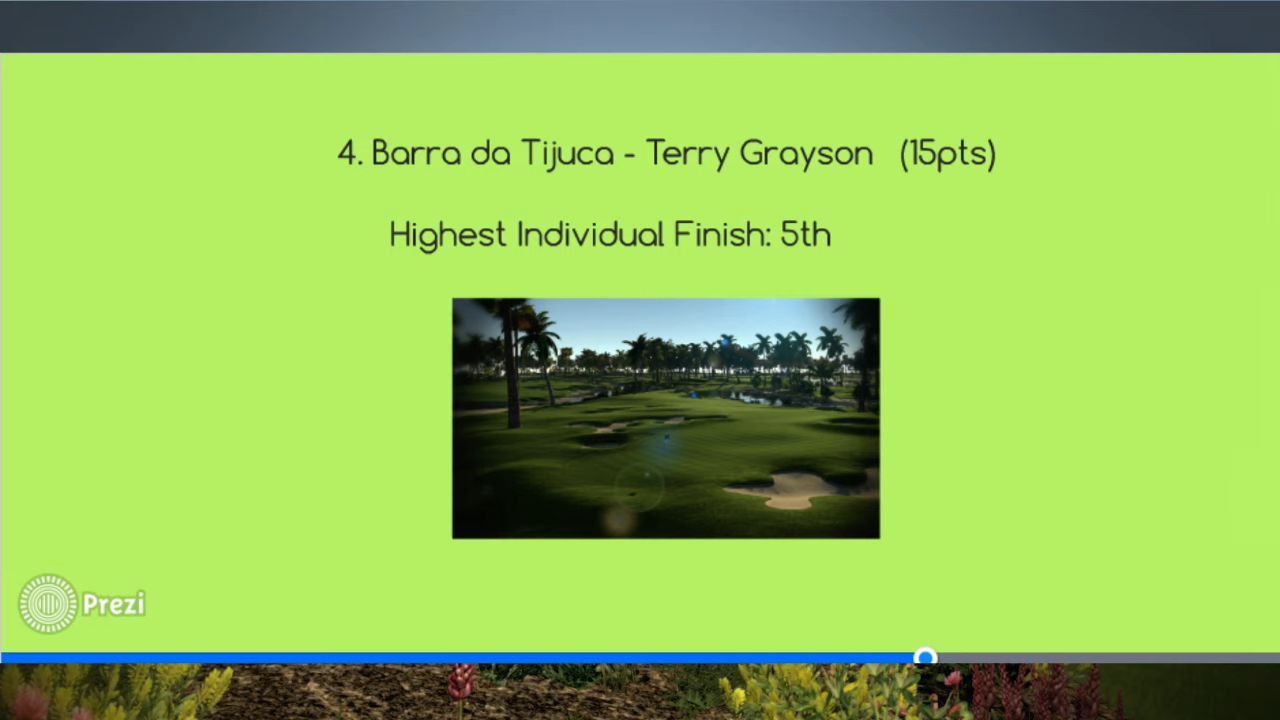 4. Barra da Tijuca - Terry Grayson (15pts)
Highest Individual Finish: 5th
Prezi